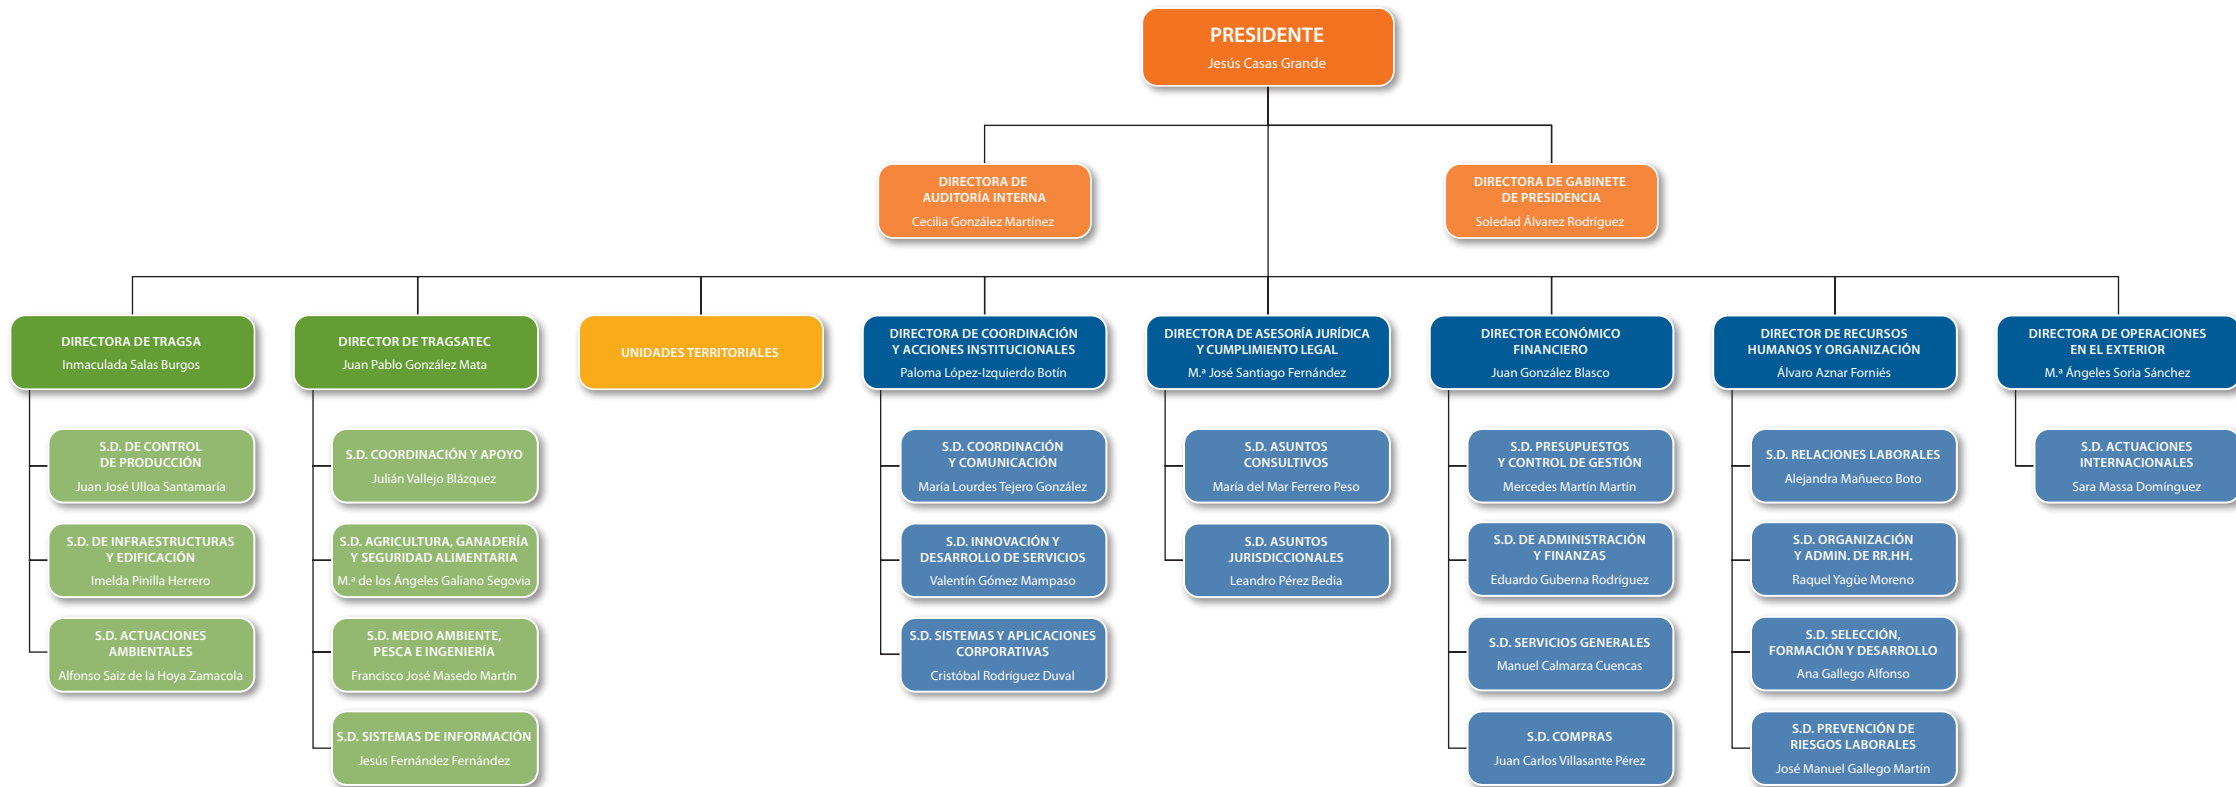 PRESIDENTE
Jesús Casas Grande
DIRECTORA DE
AUDITORÍA INTERNA
Cecilia González Martínez
DIRECTORA DE GABINETE
DE PRESIDENCIA
Soledad Álvarez Rodríguez
DIRECTORA DE TRAGSA
Inmaculada Salas Burgos
S.D. DE CONTROL
DE PRODUCCIÓN
Juan José Ulloa Santamaría
S.D. DE INFRAESTRUCTURAS
Y EDIFICACIÓN
Imelda Pinilla Herrero
S.D. ACTUACIONES
AMBIENTALES
Alfonso Saiz de la Hoya Zamacola
DIRECTOR DE TRAGSATEC
Juan Pablo González Mata
S.D. COORDINACIÓN Y APOYO
Julián Vallejo Blázquez
S.D. AGRICULTURA, GANADERÍA
Y SEGURIDAD ALIMENTARIA
M.ª de los Ángeles Galiano Segovia
S.D. MEDIO AMBIENTE,
PESCA E INGENIERÍA
Francisco José Masedo Martín
S.D. SISTEMAS DE INFORMACIÓN
Jesús Fernández Fernández
UNIDADES TERRITORIALES
DIRECTORA DE COORDINACIÓN
Y ACCIONES INSTITUCIONALES
Paloma López-Izquierdo Botín
S.D. COORDINACIÓN
Y COMUNICACIÓN
María Lourdes Tejero González
S.D. INNOVACIÓN Y
DESARROLLO DE SERVICIOS
Valentín Gómez Mampaso
S.D. SISTEMAS Y APLICACIONES
CORPORATIVAS
Cristóbal Rodríguez Duval
DIRECTORA DE ASESORÍA JURÍDICA
Y CUMPLIMIENTO LEGAL
M.ª José Santiago Fernández
S.D. ASUNTOS
CONSULTIVOS
María del Mar Ferrero Peso
S.D. ASUNTOS
JURISDICCIONALES
Leandro Pérez Bedia
DIRECTOR ECONÓMICO
FINANCIERO
Juan González Blasco
S.D. PRESUPUESTOS
Y CONTROL DE GESTIÓN
Mercedes Martín Martín
S.D. DE ADMINISTRACIÓN
Y FINANZAS
Eduardo Guberna Rodríguez
S.D. SERVICIOS GENERALES
Manuel Calmarza Cuencas
S.D. COMPRAS
Juan Carlos Villasante Pérez
DIRECTOR DE RECURSOS
HUMANOS Y ORGANIZACIÓN
Álvaro Aznar Forniés
S.D. RELACIONES LABORALES
Alejandra Mañueco Boto
S.D. ORGANIZACIÓN
Y ADMIN. DE RR.HH.
Raquel Yagüe Moreno
S.D. SELECCIÓN,
FORMACIÓN Y DESARROLLO
Ana Gallego Alfonso
S.D. PREVENCIÓN DE
RIESGOS LABORALES
José Manuel Gallego Martín
DIRECTORA DE OPERACIONES
EN EL EXTERIOR
M.ª Ángeles Soria Sánchez
S.D. ACTUACIONES
INTERNACIONALES
Sara Massa Domínguez